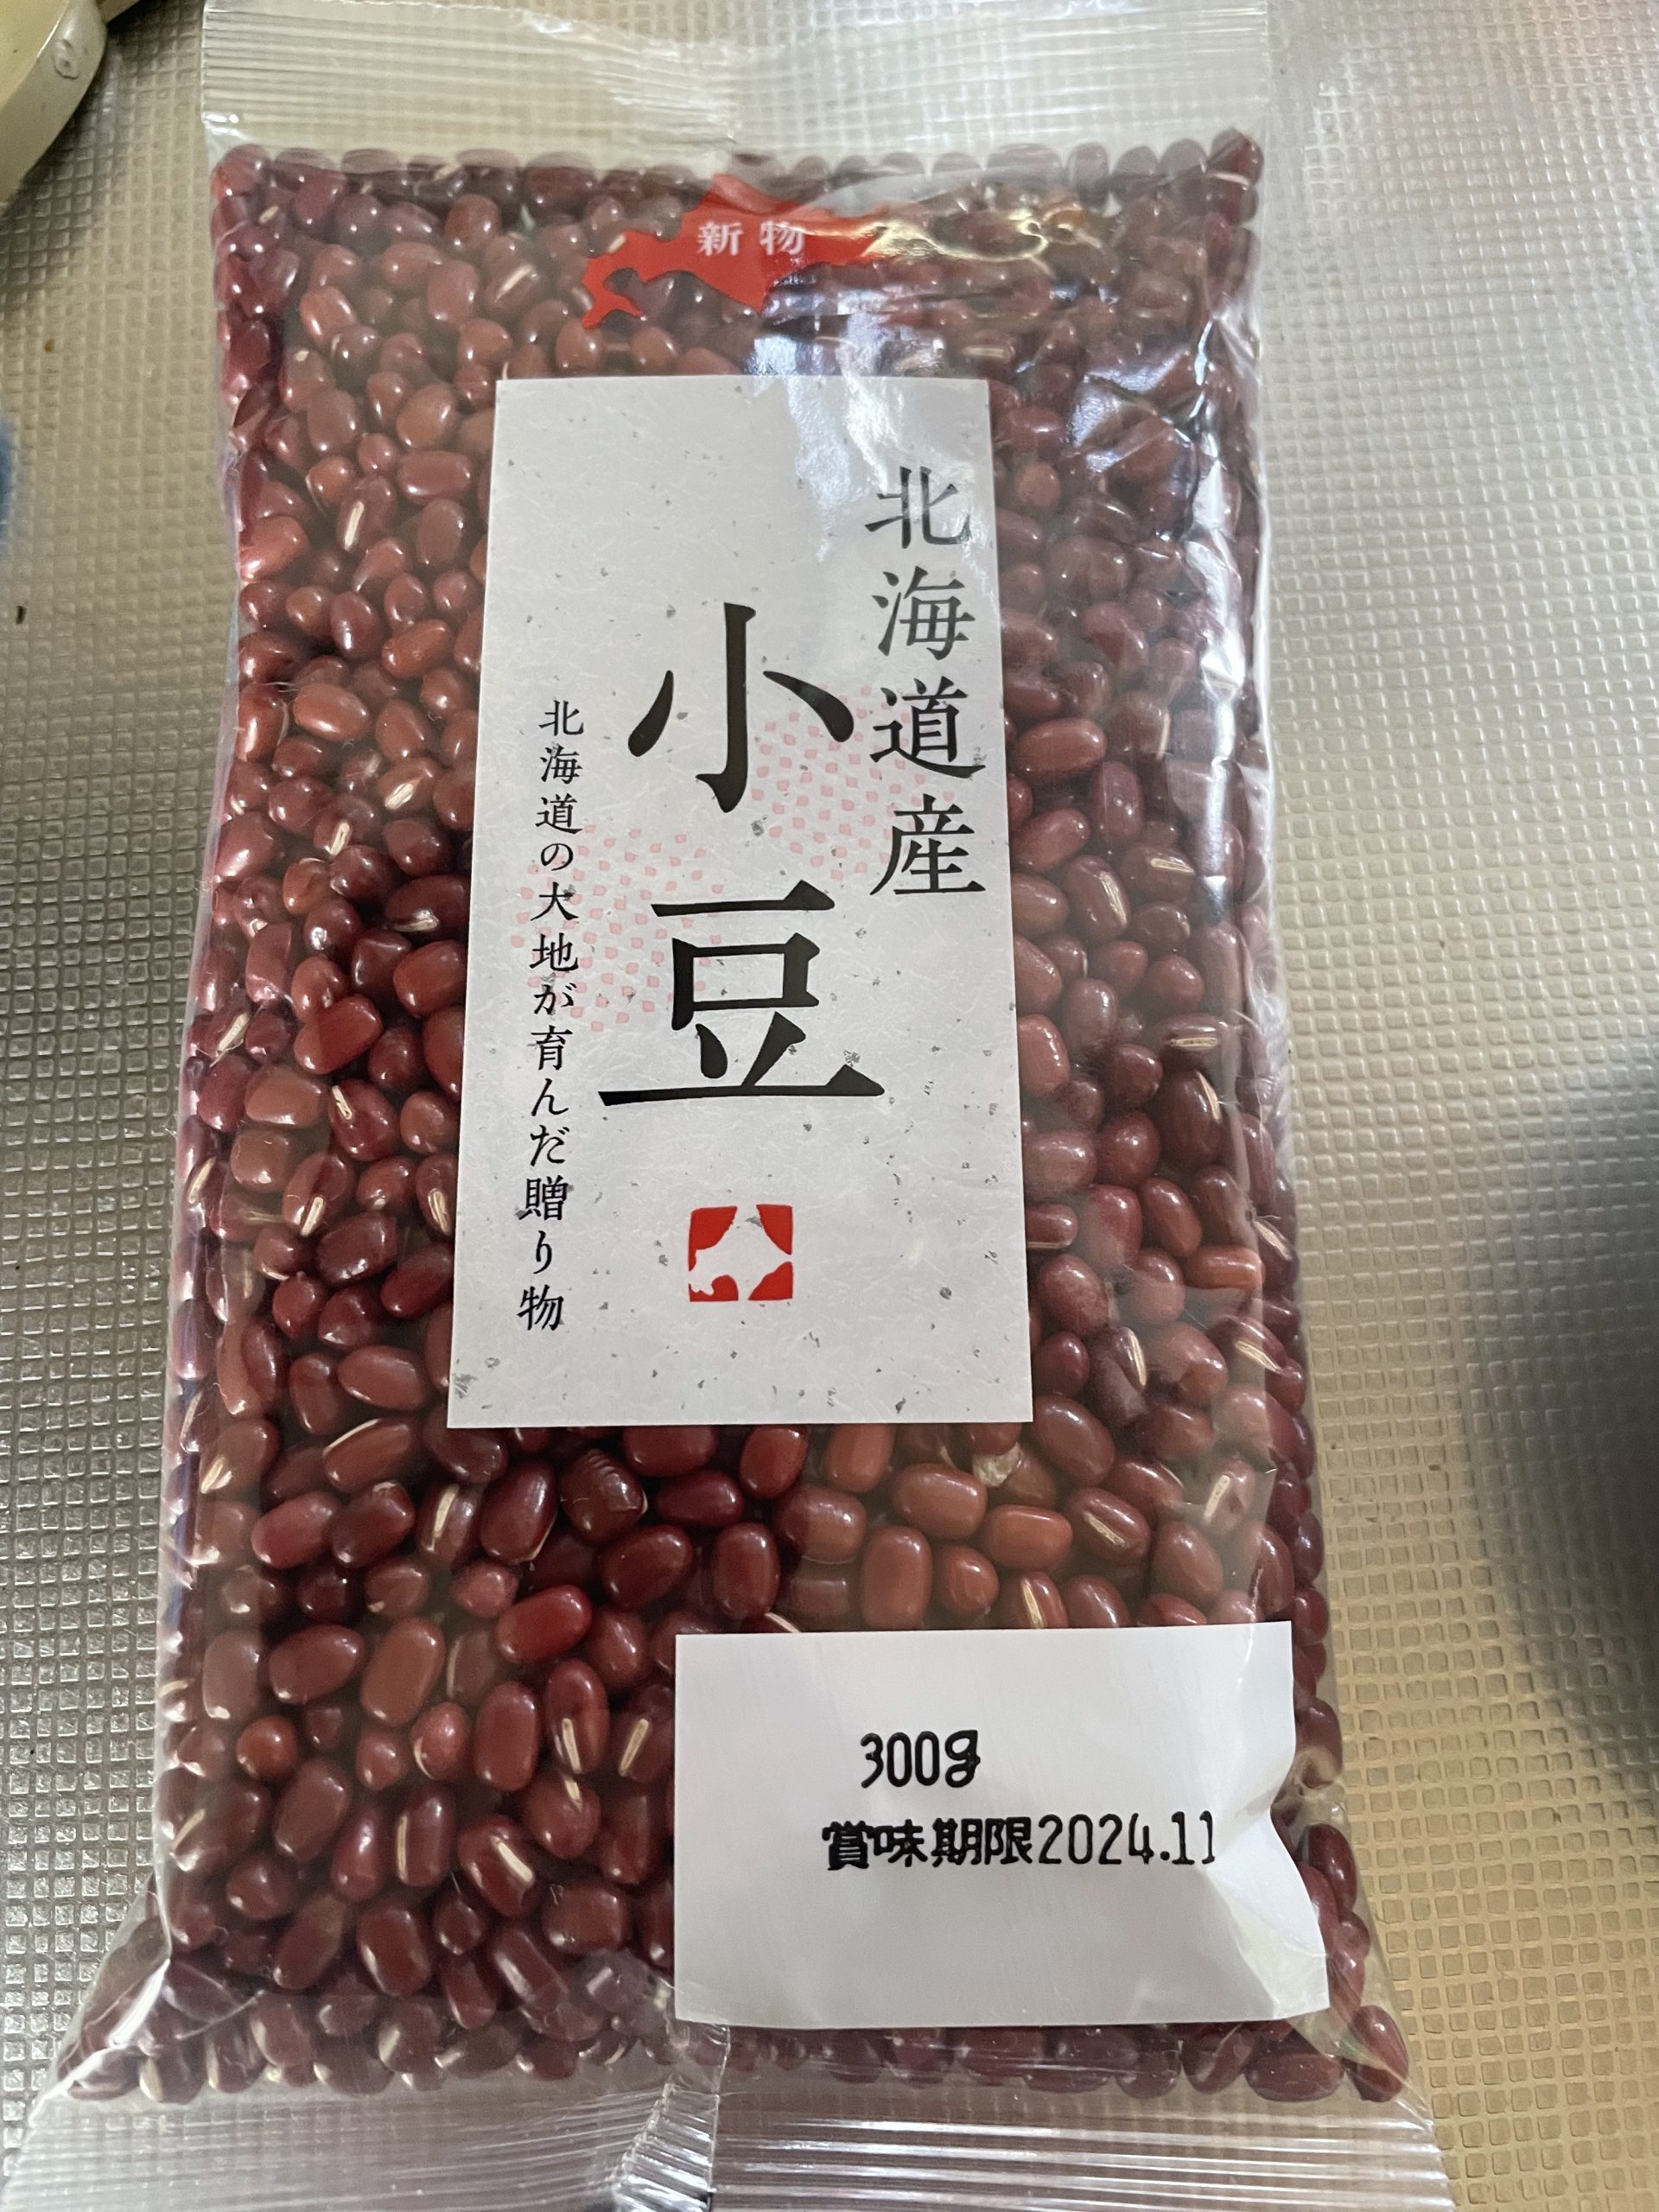 新物
北海道産
小豆
北海道の大地が育んだ贈り物
300g
賞味期限2024.11